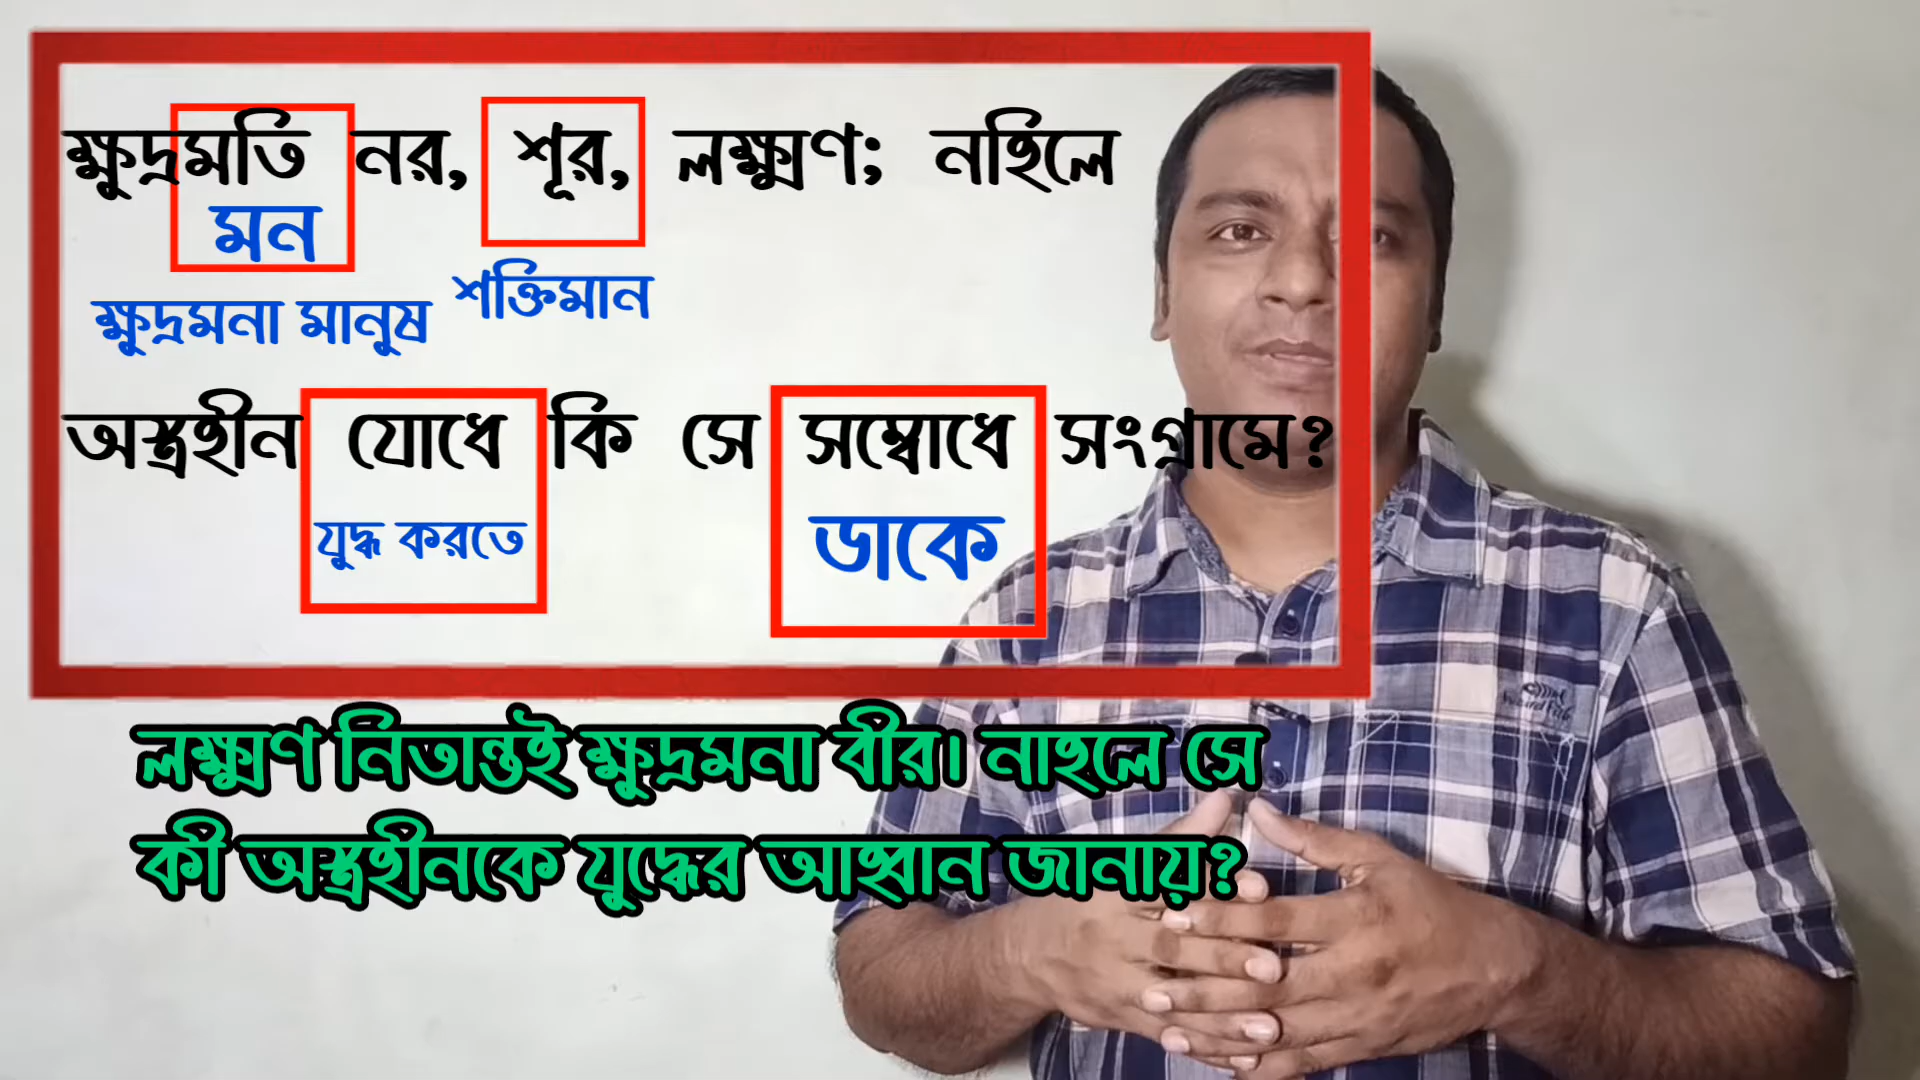 ক্ষুদ্রমতি নর, শূর, লক্ষ্মণ; নহিলে
মন
ক্ষুদ্রমনা মানুষ শক্তিমান
অস্ত্রহীন যোধে কি সে সম্বোধে সংগ্রামে?
যুদ্ধ করতে ডাকে
লক্ষ্মণ নিতান্তই ক্ষুদ্রমনা বীর। নাহলে সে
কী অস্ত্রহীনকে যুদ্ধের আহ্বান জানায়?